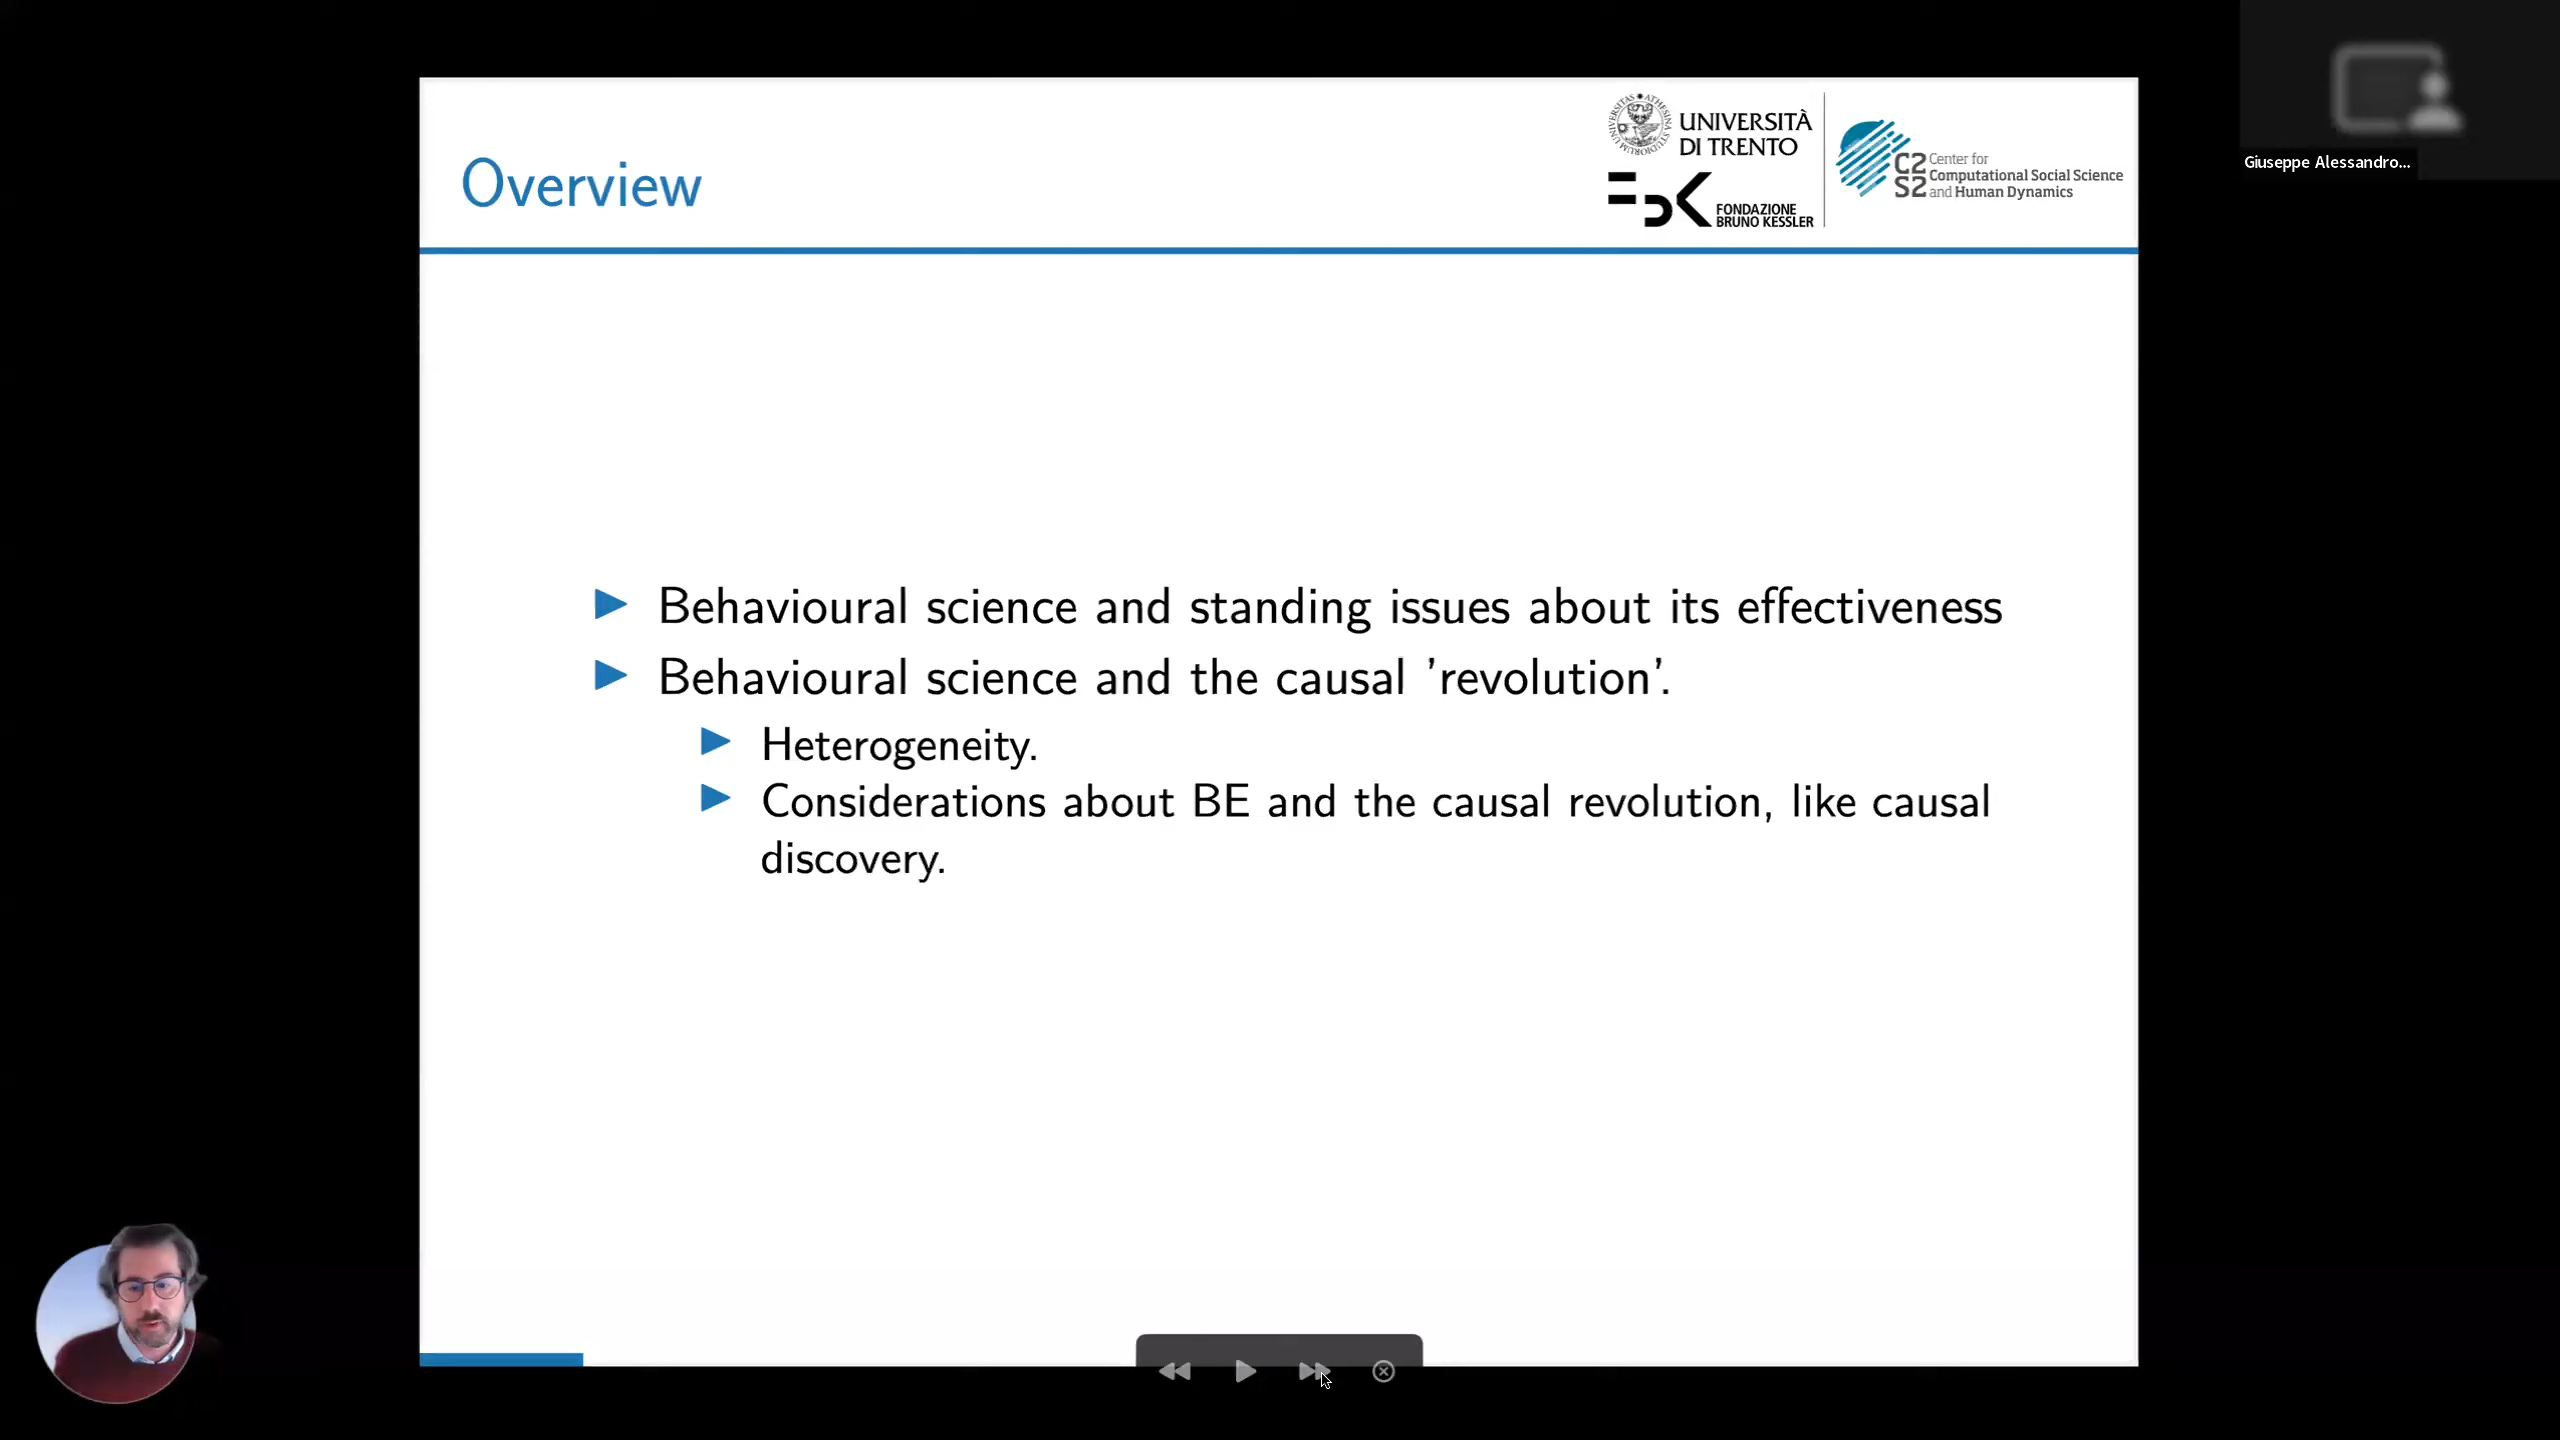 Overview
UNIVERSITÀ
DI TRENTO
FONDAZIONE
BRUNO KESSLER
C2
S2
Center for
Computational Social Science
and Human Dynamics
Giuseppe Alessandro...
Behavioural science and standing issues about its effectiveness
Behavioural science and the causal 'revolution'.
Heterogeneity.
Considerations about BE and the causal revolution, like causal
discovery.